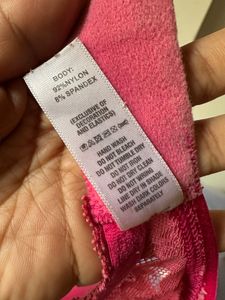 BODY:
92%NYLON
8% SPANDEX
(EXCLUSIVE OF
DECORATION
AND ELASTICS)
HAND WASH
DO NOT BLEACH
DO NOT TUMBLE DRY
DO NOT IRON
DO NOT DRY CLEAN
DO NOT WRING
LINE DRY IN SHADE
WASH DARK COLORS
SEPARATELY